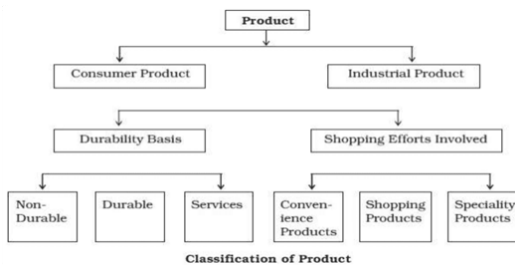 Product
Consumer Product
Industrial Product
Durability Basis
Shopping Efforts Involved
Non-
Durable
Durable
Services
Conven-
ience
Products
Shopping
Products
Speciality
Products
Classification of Product